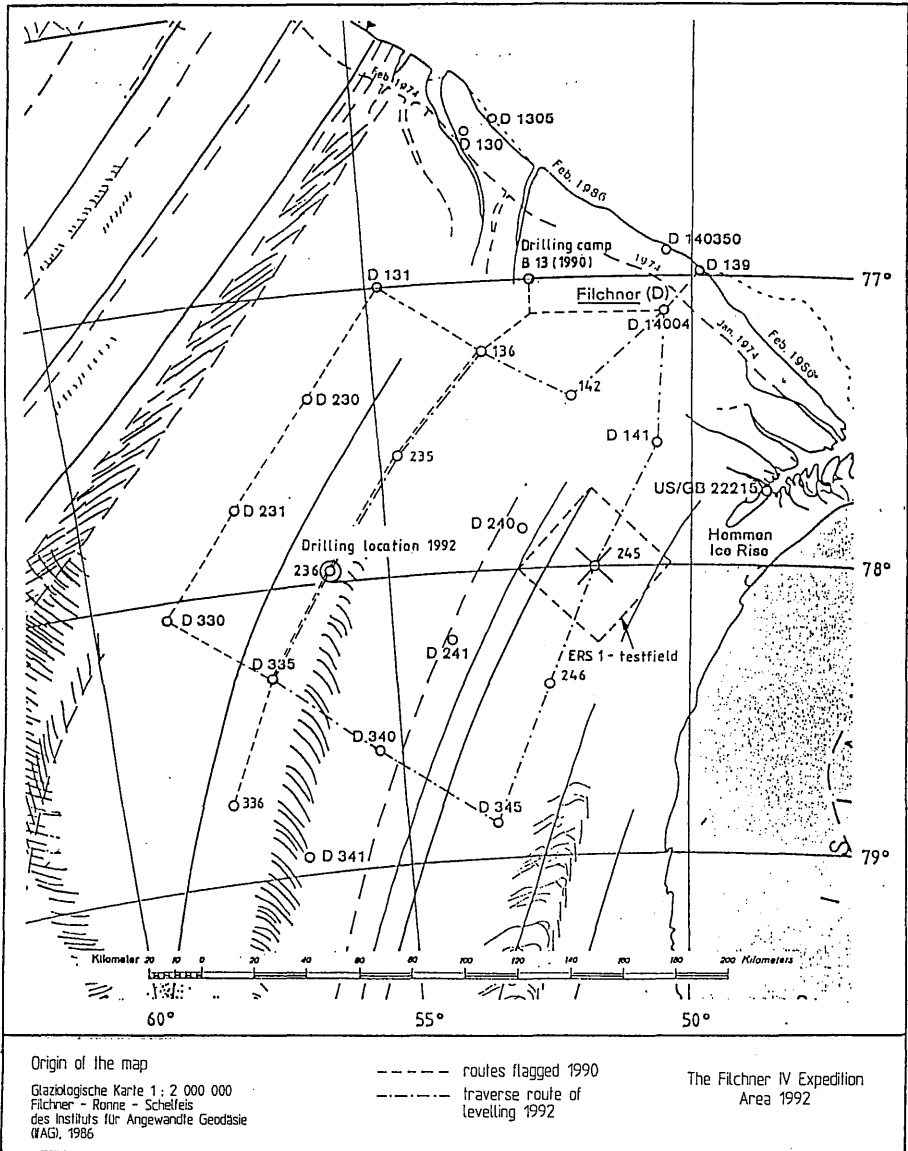 Feb. 1974
D 1305
D 130
Feb. 1986
Drilling camp
B 13 (1990)
1974
D 140350
D 139
D 131
77°
Filchner (D)
D 14004
136
Jan. 1974
Feb. 1986
142
D 230
D 141
235
US/GB 22215
D 231
D 240
Hemmen
Ice Rise
Drilling location 1992
236
245
78°
D 330
D 241
ERS 1 - testfield
D 335
246
D 340
336
D 345
D 341
79°
S
Kilometer 20 10 0 20 40 60 80 100 120 140 160 180 200 Kilometers
60° 55° 50°
Origin of the map
Glaziologische Karte 1 : 2 000 000
Filchner - Ronne - Schelfeis
des Instituts für Angewandte Geodäsie
(IfAG), 1986
routes flagged 1990
traverse route of
levelling 1992
The Filchner IV Expedition
Area 1992